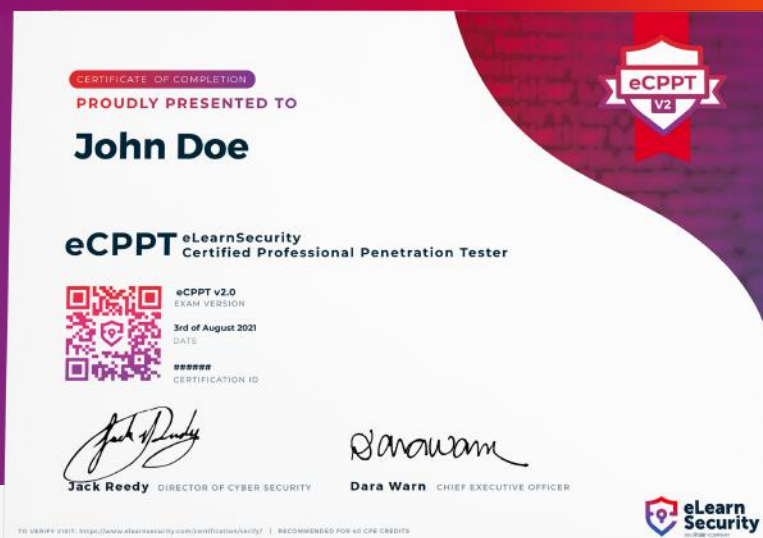 CERTIFICATE OF COMPLETION
PROUDLY PRESENTED TO
John Doe
eCPPT
V2
eCPPT eLearnSecurity
Certified Professional Penetration Tester
eCPPT v2.0
EXAM VERSION
3rd of August 2021
DATE
######
CERTIFICATION ID
Jack Reedy DIRECTOR OF CYBER SECURITY
Dara Warn CHIEF EXECUTIVE OFFICER
TO VERIFY VISIT: https://www.elearnsecurity.com/certification/verify/ | RECOMMENDED FOR 40 CPE CREDITS
eLearn
Security